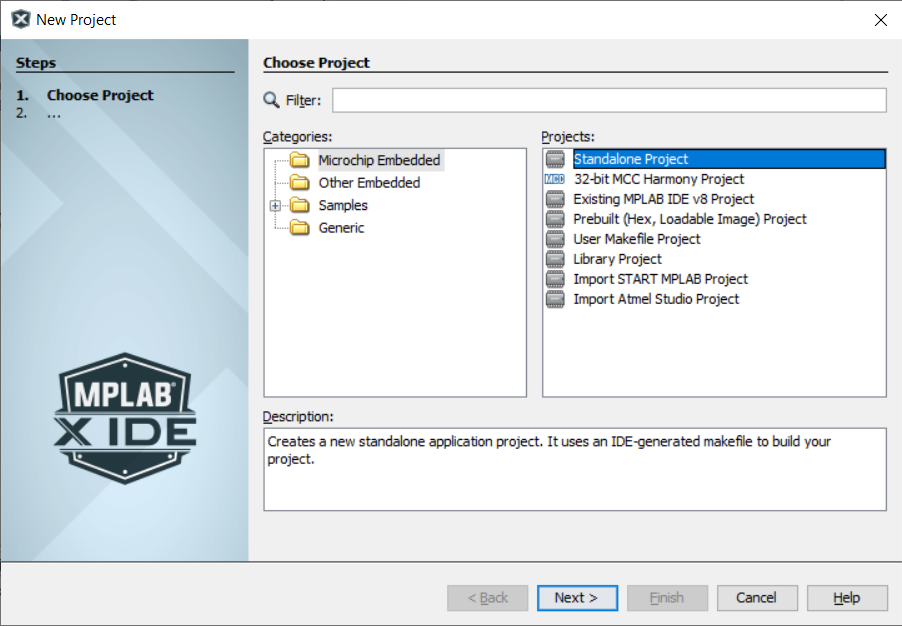 New Project
Steps
1. Choose Project
2. ...
Choose Project
Filter:
Categories:
Microchip Embedded
Other Embedded
Samples
Generic
Projects:
Standalone Project
32-bit MCC Harmony Project
Existing MPLAB IDE v8 Project
Prebuilt (Hex, Loadable Image) Project
User Makefile Project
Library Project
Import START MPLAB Project
Import Atmel Studio Project
MPLAB®
X IDE
Description:
Creates a new standalone application project. It uses an IDE-generated makefile to build your
project.
< Back
Next >
Finish
Cancel
Help